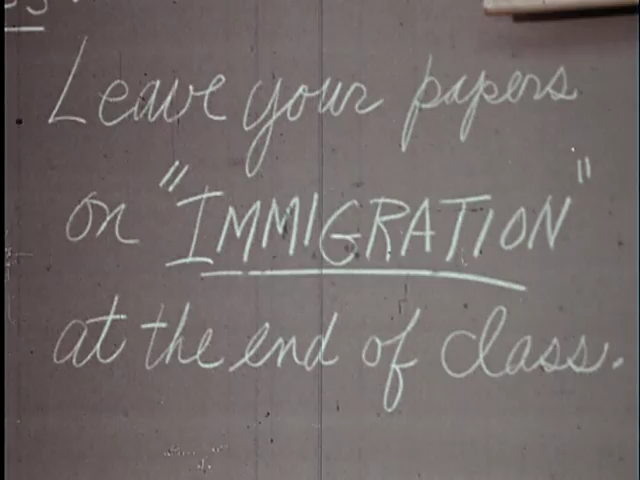 Leave your papers
on "IMMIGRATION"
at the end of class.